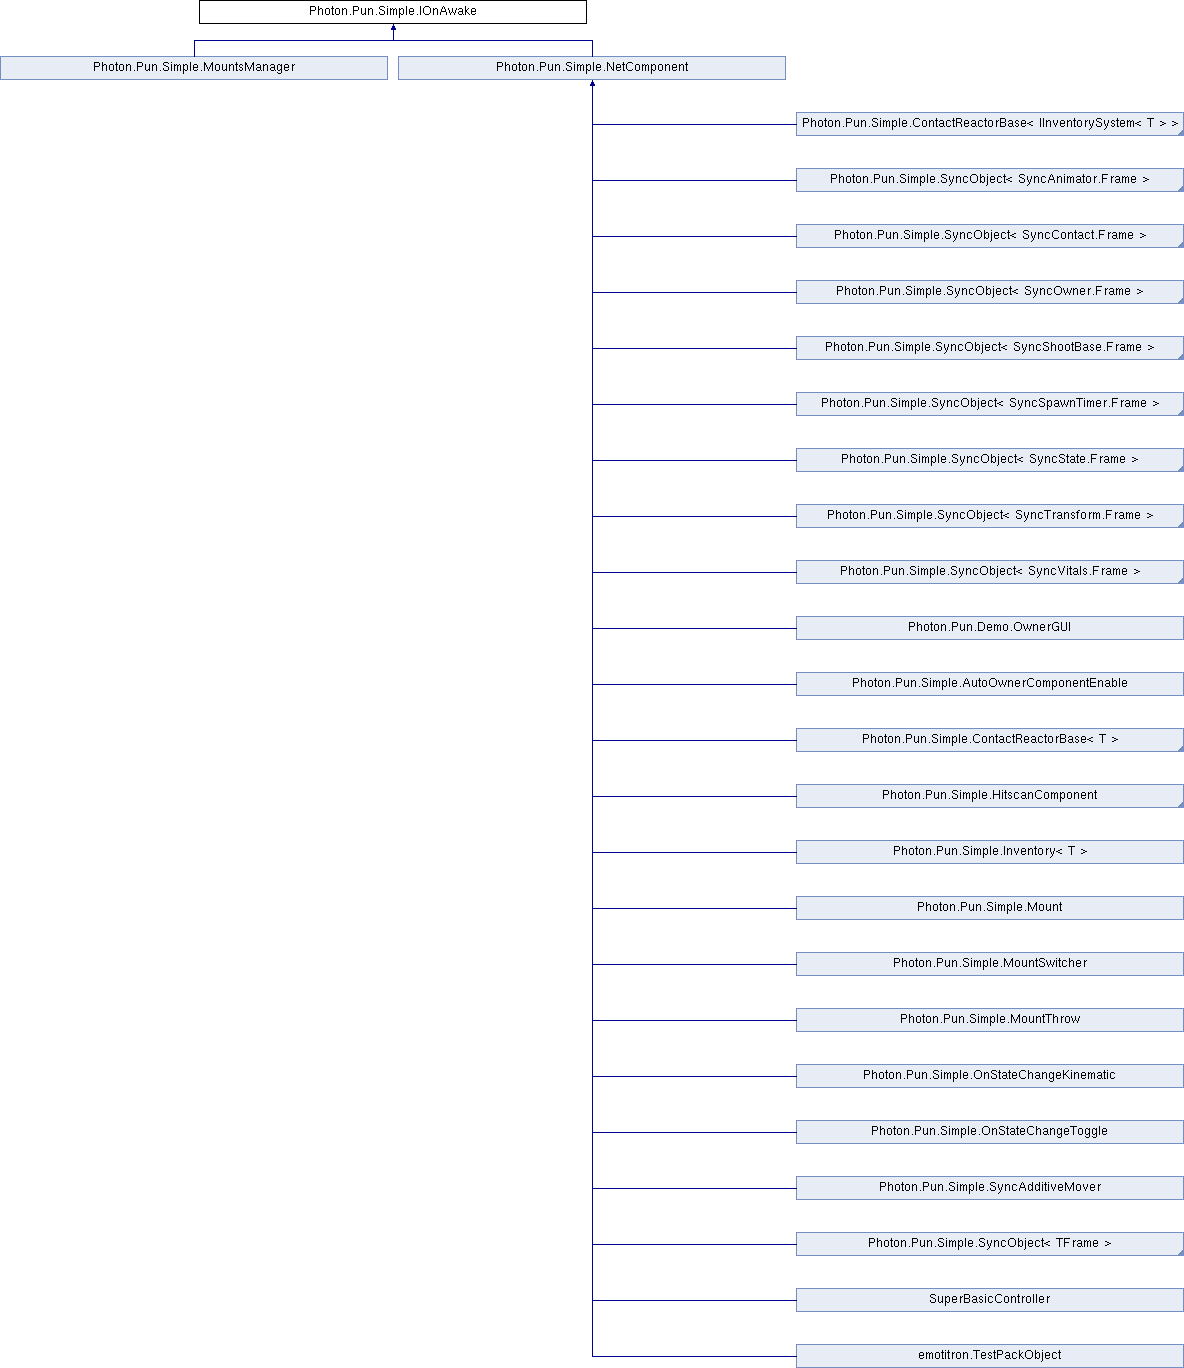 Photon.Pun.Simple.IOnAwake
Photon.Pun.Simple.MountsManager
Photon.Pun.Simple.NetComponent
Photon.Pun.Simple.ContactReactorBase< IInventorySystem< T > >
Photon.Pun.Simple.SyncObject< SyncAnimator.Frame >
Photon.Pun.Simple.SyncObject< SyncContact.Frame >
Photon.Pun.Simple.SyncObject< SyncOwner.Frame >
Photon.Pun.Simple.SyncObject< SyncShootBase.Frame >
Photon.Pun.Simple.SyncObject< SyncSpawnTimer.Frame >
Photon.Pun.Simple.SyncObject< SyncState.Frame >
Photon.Pun.Simple.SyncObject< SyncTransform.Frame >
Photon.Pun.Simple.SyncObject< SyncVitals.Frame >
Photon.Pun.Demo.OwnerGUI
Photon.Pun.Simple.AutoOwnerComponentEnable
Photon.Pun.Simple.ContactReactorBase< T >
Photon.Pun.Simple.HitscanComponent
Photon.Pun.Simple.Inventory< T >
Photon.Pun.Simple.Mount
Photon.Pun.Simple.MountSwitcher
Photon.Pun.Simple.MountThrow
Photon.Pun.Simple.OnStateChangeKinematic
Photon.Pun.Simple.OnStateChangeToggle
Photon.Pun.Simple.SyncAdditiveMover
Photon.Pun.Simple.SyncObject< TFrame >
SuperBasicController
emotitron.TestPackObject